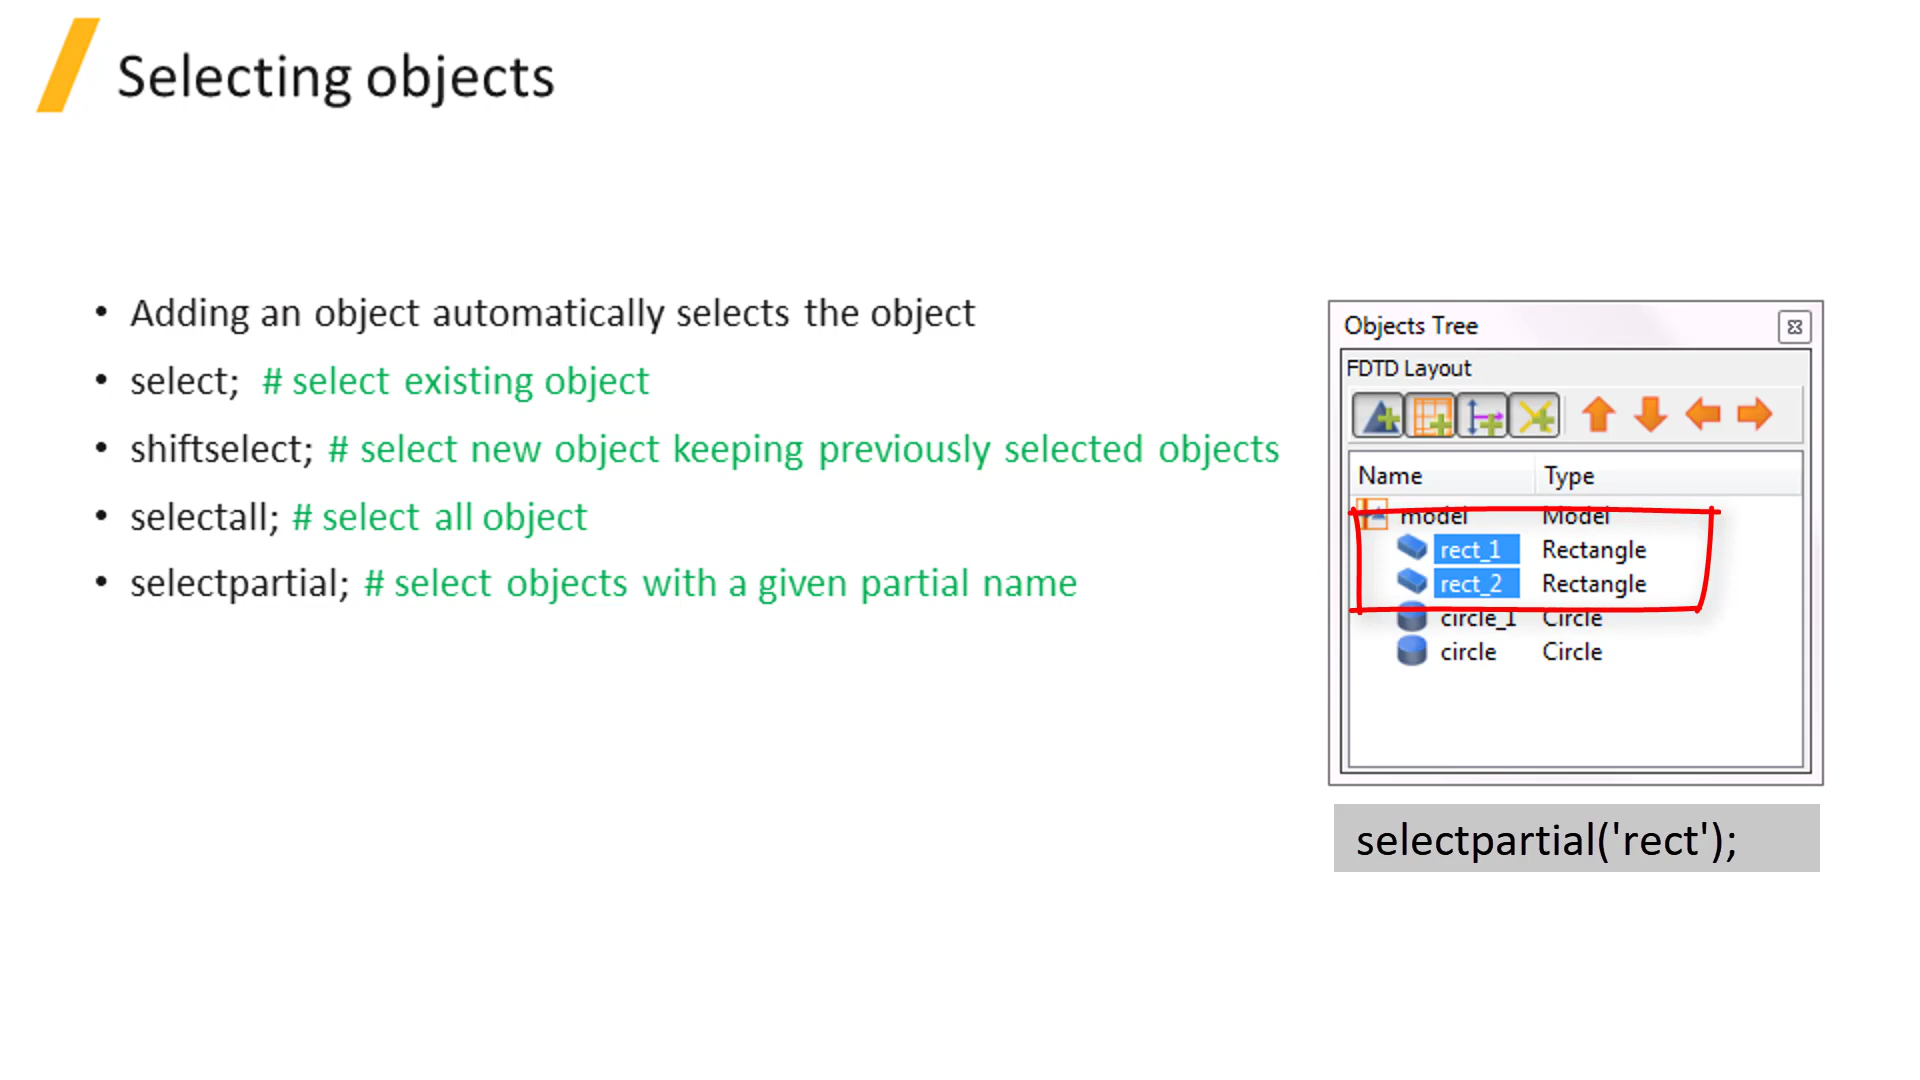 Selecting objects
• Adding an object automatically selects the object
• select; # select existing object
• shiftselect; # select new object keeping previously selected objects
• selectall; # select all object
• selectpartial; # select objects with a given partial name
Objects Tree
FDTD Layout
Name Type
model Model
rect_1 Rectangle
rect_2 Rectangle
circle_1 Circle
circle Circle
selectpartial('rect');